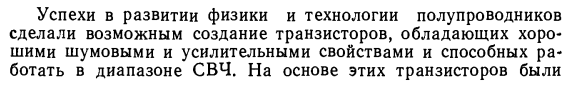 Успехи в развитии физики и технологии полупроводников
сделали возможным создание транзисторов, обладающих хоро-
шими шумовыми и усилительными свойствами и способных ра-
ботать в диапазоне СВЧ. На основе этих транзисторов были